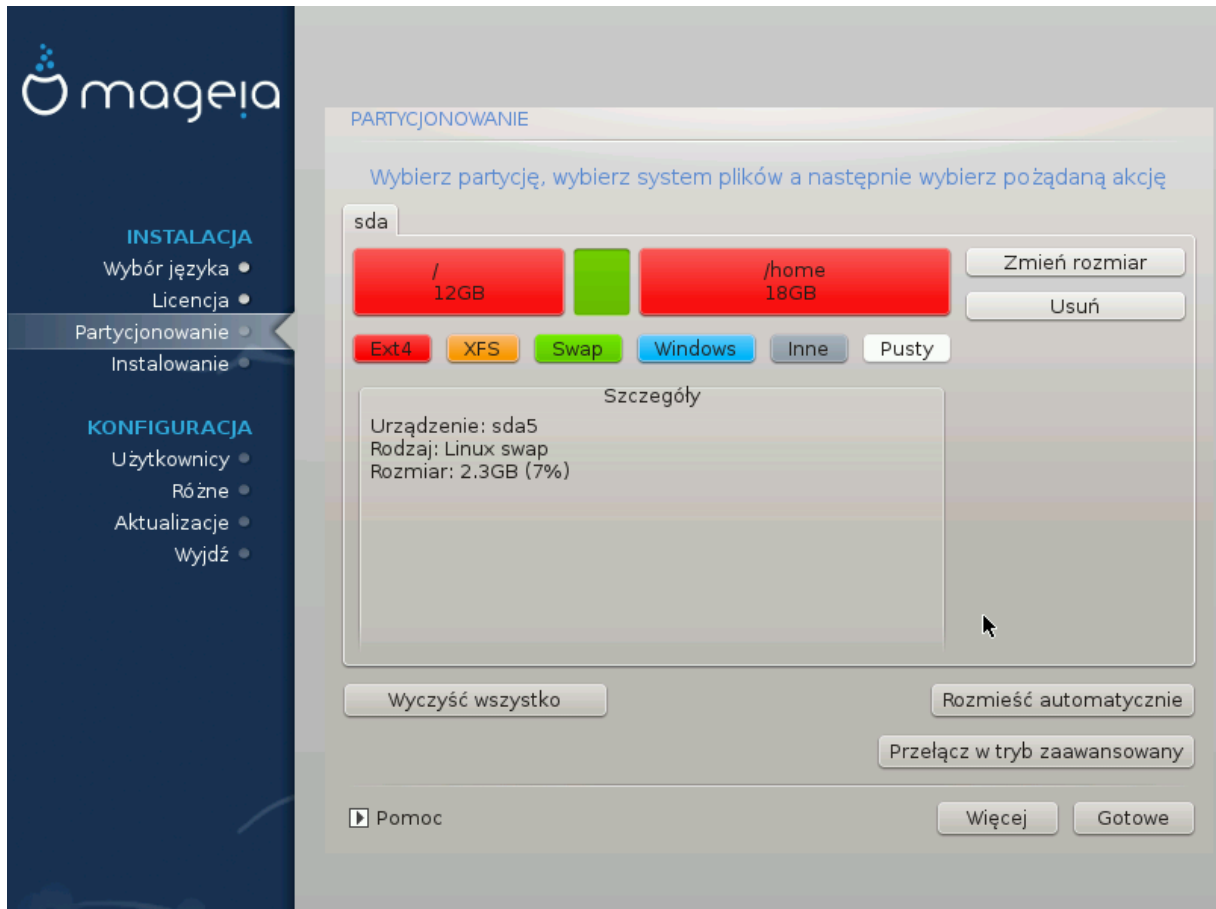 mageia
INSTALACJA
Wybór języka
Licencja
Partycjonowanie
Instalowanie
KONFIGURACJA
Użytkownicy
Różne
Aktualizacje
Wyjdź
PARTYCJONOWANIE
Wybierz partycję, wybierz system plików a następnie wybierz pożądaną akcję
sda
/
12GB
/home
18GB
Zmień rozmiar
Usuń
Ext4 XFS Swap Windows Inne Pusty
Szczegóły
Urządzenie: sda5
Rodzaj: Linux swap
Rozmiar: 2.3GB (7%)
Wyczyść wszystko
Rozmieść automatycznie
Przełącz w tryb zaawansowany
Pomoc
Więcej
Gotowe